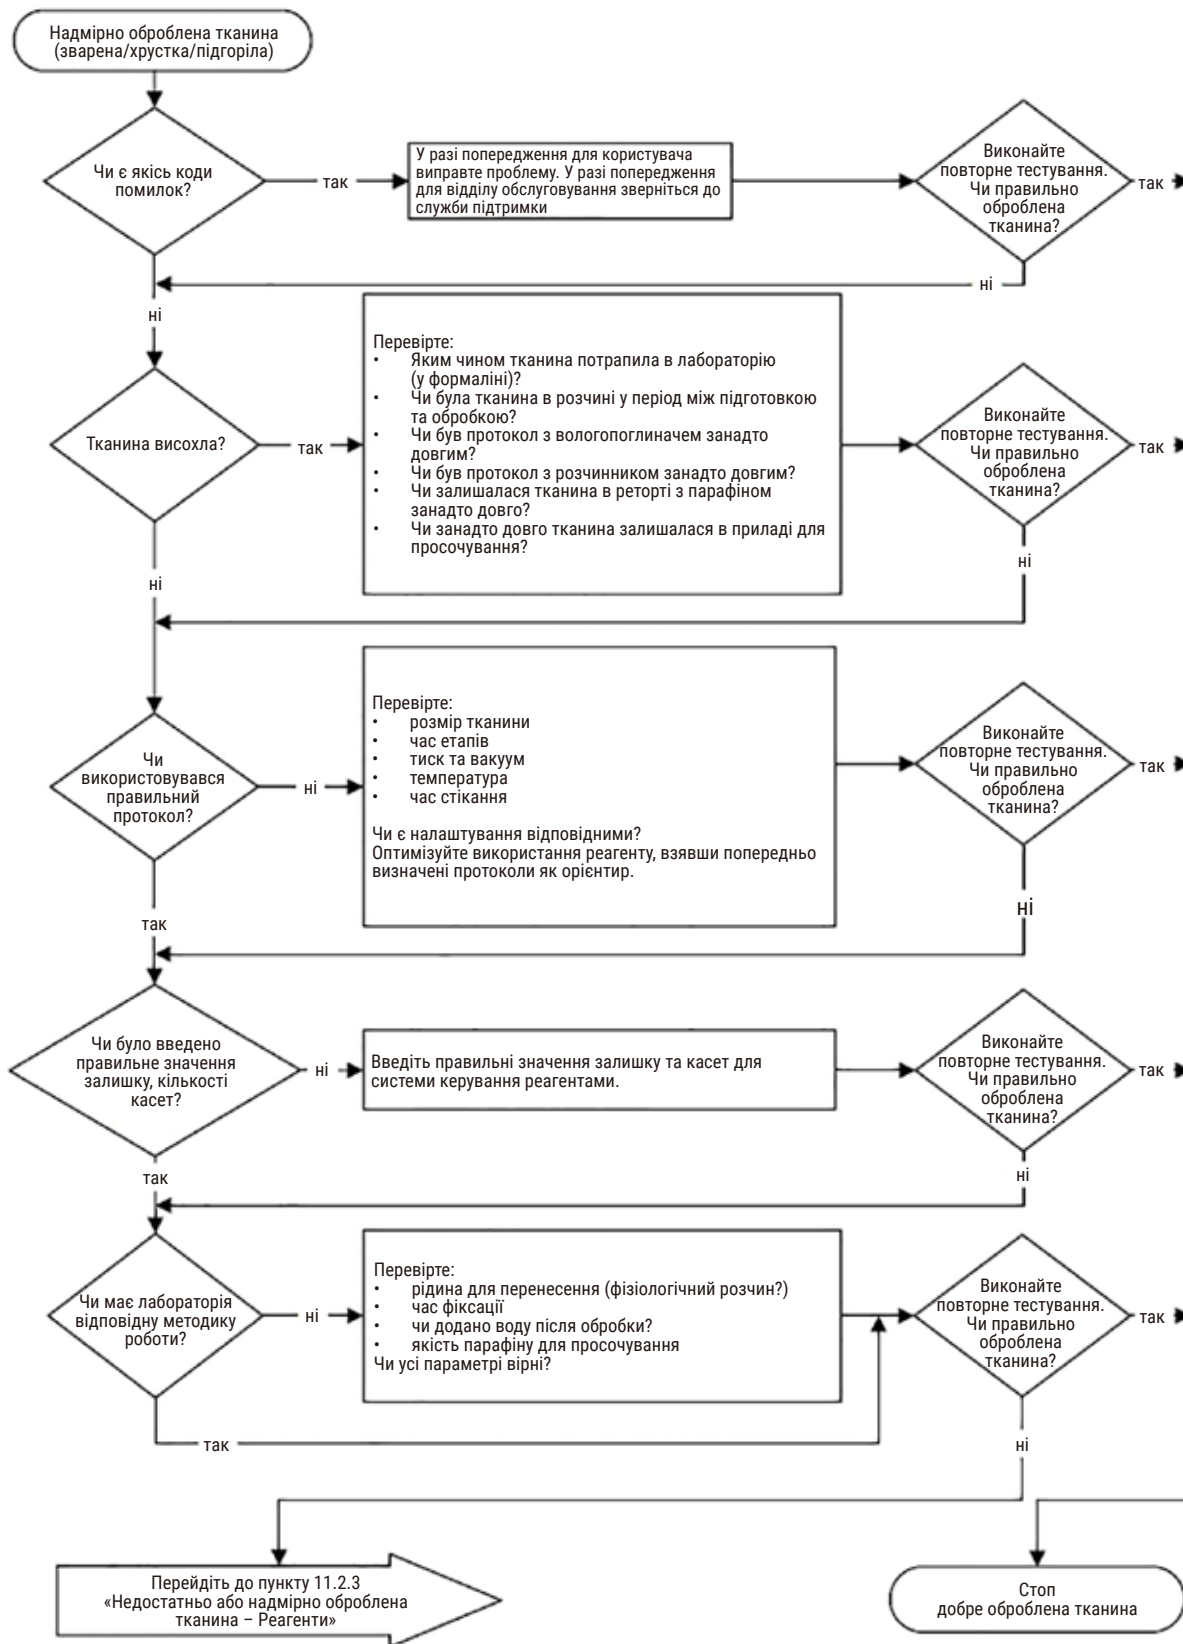 Надмірно оброблена тканина
(зварена/хрустка/підгоріла)
Чи є якісь коди
помилок?
так
У разі попередження для користувача
виправте проблему. У разі попередження
для відділу обслуговування зверніться до
служби підтримки
Виконайте
повторне тестування.
Чи правильно
оброблена
тканина?
так
ні
ні
Тканина висохла?
так
Перевірте:
• Яким чином тканина потрапила в лабораторію
(у формаліні)?
• Чи була тканина в розчині у період між підготовкою
та обробкою?
• Чи був протокол з вологопоглиначем занадто
довгим?
• Чи був протокол з розчинником занадто довгим?
• Чи залишалася тканина в реторті з парафіном
занадто довго?
• Чи занадто довго тканина залишалася в приладі для
просочування?
Виконайте
повторне тестування.
Чи правильно
оброблена
тканина?
так
ні
ні
Чи
використовувався
правильний
протокол?
ні
Перевірте:
• розмір тканини
• час етапів
• тиск та вакуум
• температура
• час стікання
Чи є налаштування відповідними?
Оптимізуйте використання реагенту, взявши попередньо
визначені протоколи як орієнтир.
Виконайте
повторне тестування.
Чи правильно
оброблена
тканина?
так
ні
так
Чи було введено
правильне значення
залишку, кількості
касет?
ні
Введіть правильні значення залишку та касет для
системи керування реагентами.
Виконайте
повторне тестування.
Чи правильно
оброблена
тканина?
так
ні
так
Чи має лабораторія
відповідну методику
роботи?
ні
Перевірте:
• рідина для перенесення (фізіологічний розчин?)
• час фіксації
• чи додано воду після обробки?
• якість парафіну для просочування
Чи усі параметрі вірні?
Виконайте
повторне тестування.
Чи правильно
оброблена
тканина?
так
так
ні
Перейдіть до пункту 11.2.3
«Недостатньо або надмірно оброблена
тканина – Реагенти»
Стоп
добре оброблена тканина